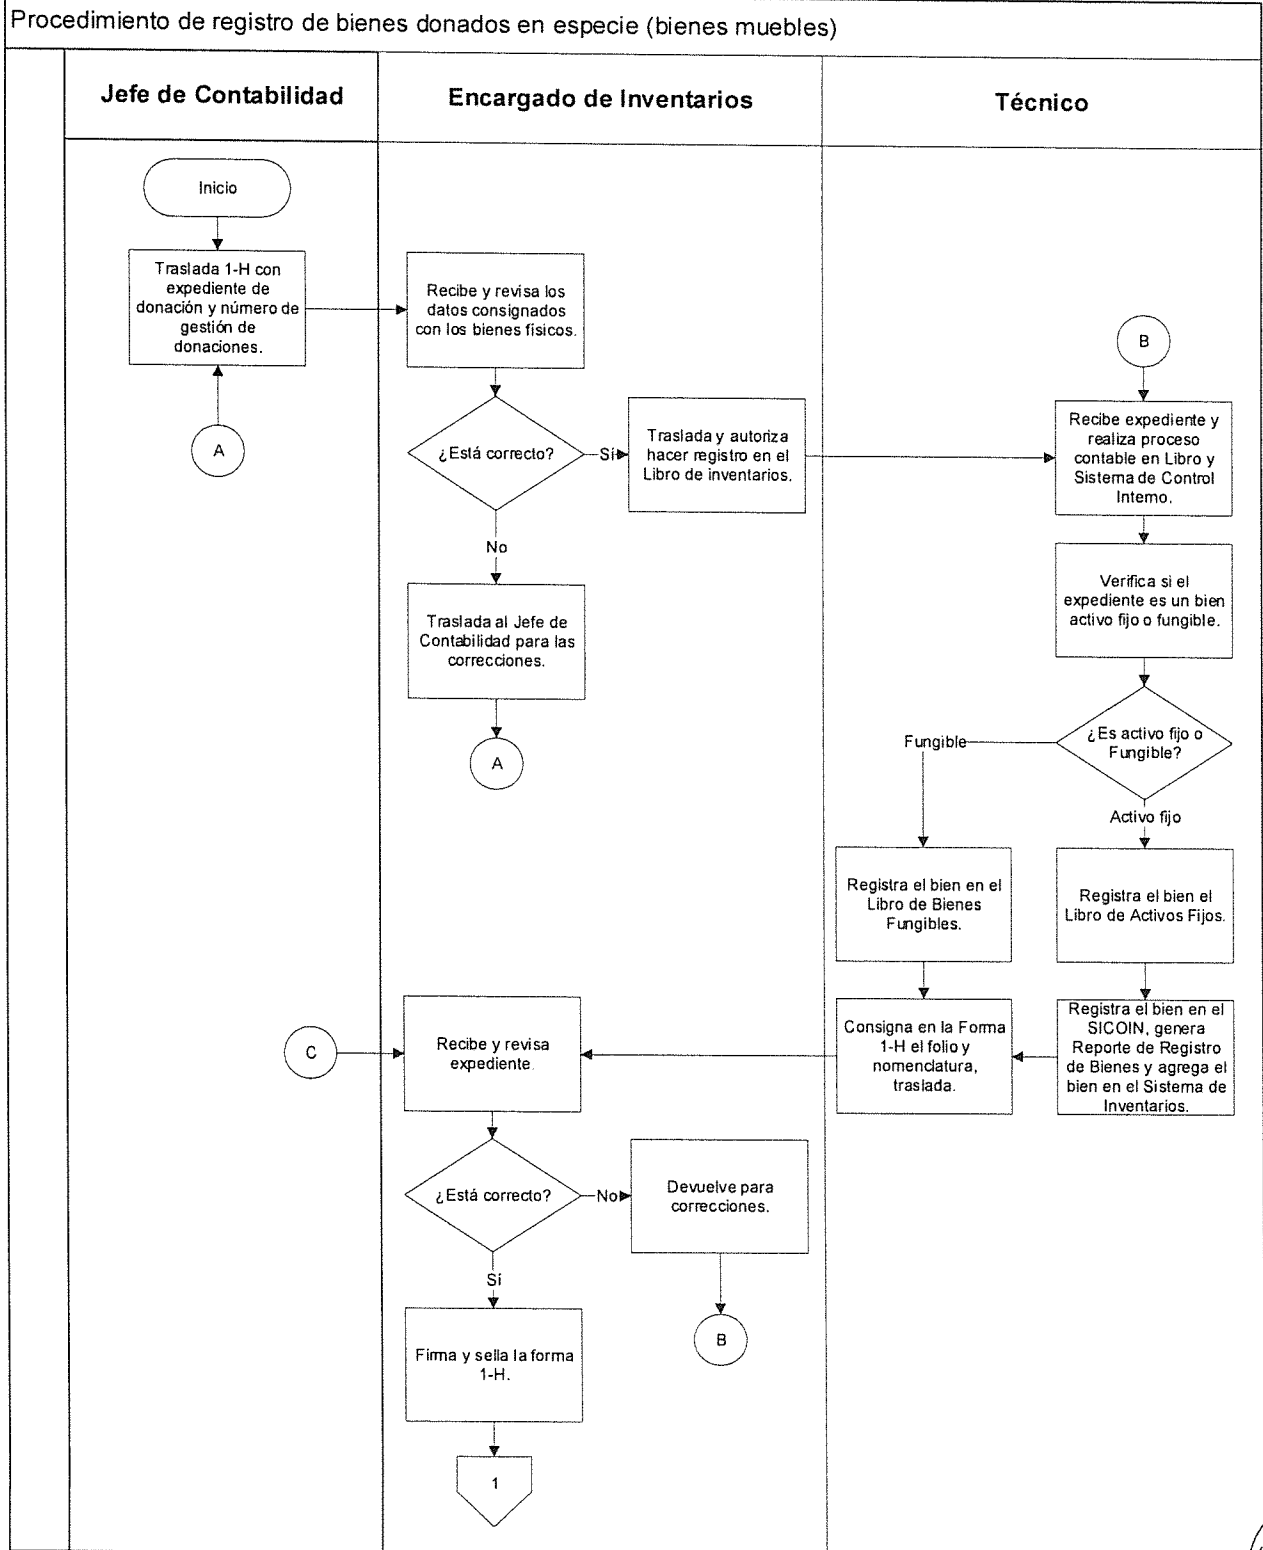 Procedimiento de registro de bienes donados en especie (bienes muebles)
Jefe de Contabilidad
Encargado de Inventarios
Técnico
Inicio
Traslada 1-H con
expediente de
donación y número de
gestión de
donaciones.
A
Recibe y revisa los
datos consignados
con los bienes físicos.
¿Está correcto?
Sí
Traslada y autoriza
hacer registro en el
Libro de inventarios.
No
Traslada al Jefe de
Contabilidad para las
correcciones.
A
B
Recibe expediente y
realiza proceso
contable en Libro y
Sistema de Control
Interno.
Verifica si el
expediente es un bien
activo fijo o fungible.
¿Es activo fijo o
Fungible?
Fungible
Activo fijo
Registra el bien en el
Libro de Bienes
Fungibles.
Registra el bien el
Libro de Activos Fijos.
Registra el bien en el
SICOIN, genera
Reporte de Registro
de Bienes y agrega el
bien en el Sistema de
Inventarios.
Consigna en la Forma
1-H el folio y
nomenclatura,
traslada.
C
Recibe y revisa
expediente.
¿Está correcto?
No
Devuelve para
correcciones.
B
Sí
Firma y sella la forma
1-H.
1